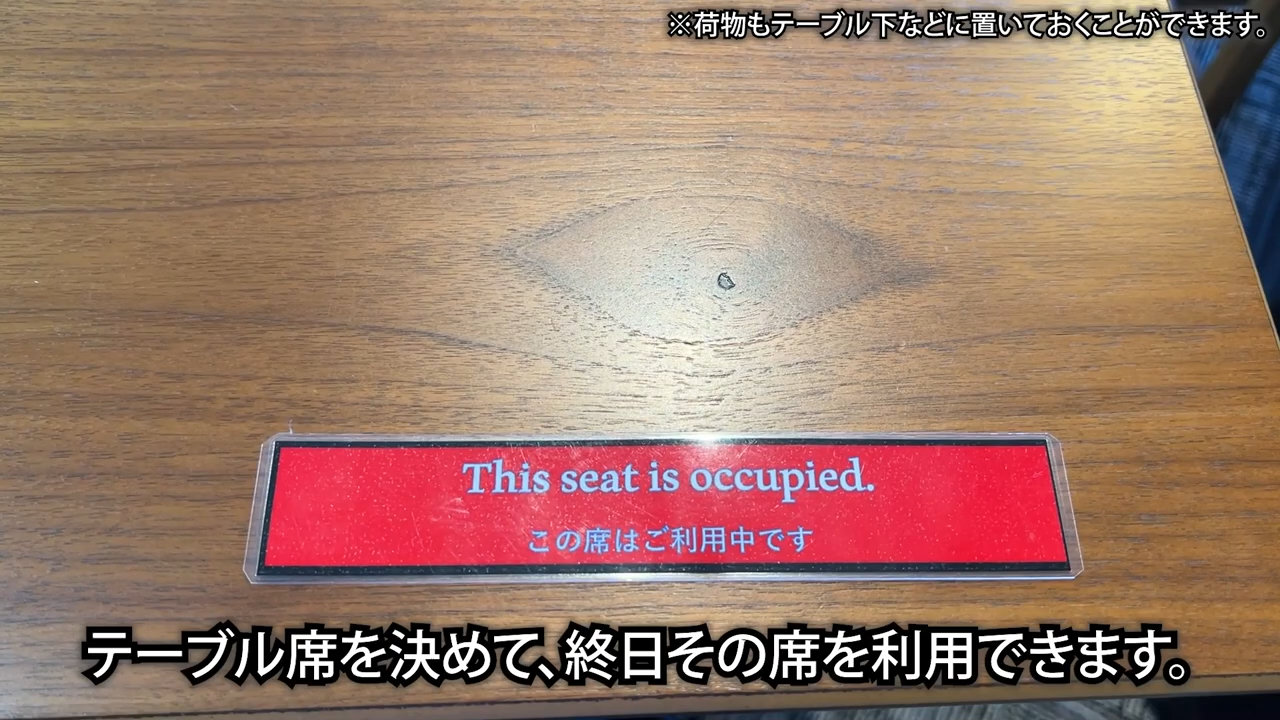 ※荷物もテーブル下などに置いておくことができます。
This seat is occupied.
この席はご利用中です
テーブル席を決めて、終日その席を利用できます。